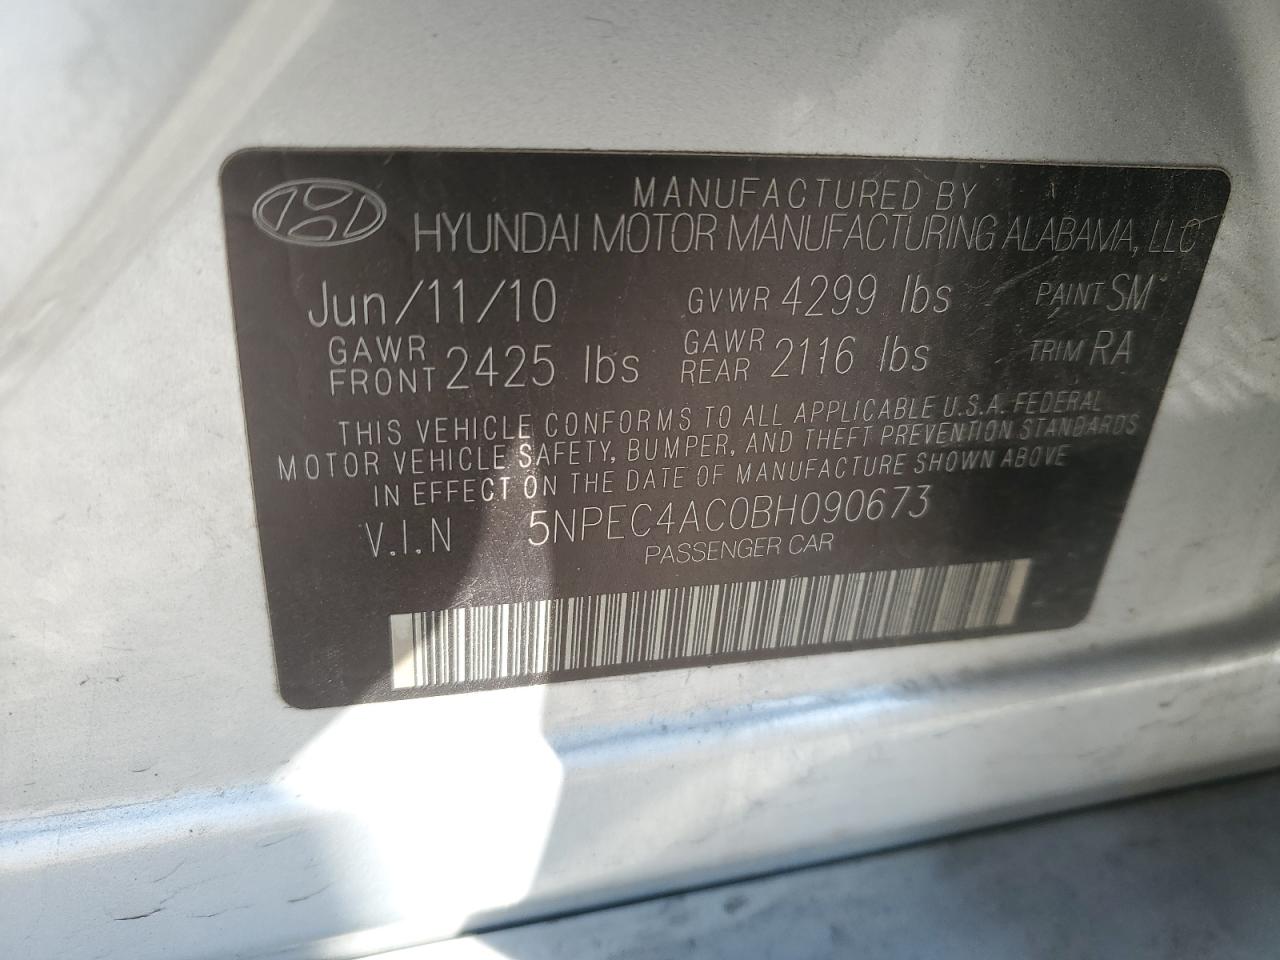 MANUFACTURED BY
HYUNDAI MOTOR MANUFACTURING ALABAMA, LLC
Jun/11/10 GVWR 4299 lbs PAINT SM
GAWR FRONT 2425 lbs GAWR REAR 2116 lbs TRIM RA
THIS VEHICLE CONFORMS TO ALL APPLICABLE U.S.A. FEDERAL
MOTOR VEHICLE SAFETY, BUMPER, AND THEFT PREVENTION STANDARDS
IN EFFECT ON THE DATE OF MANUFACTURE SHOWN ABOVE
V.I.N 5NPEC4AC0BH090673
PASSENGER CAR